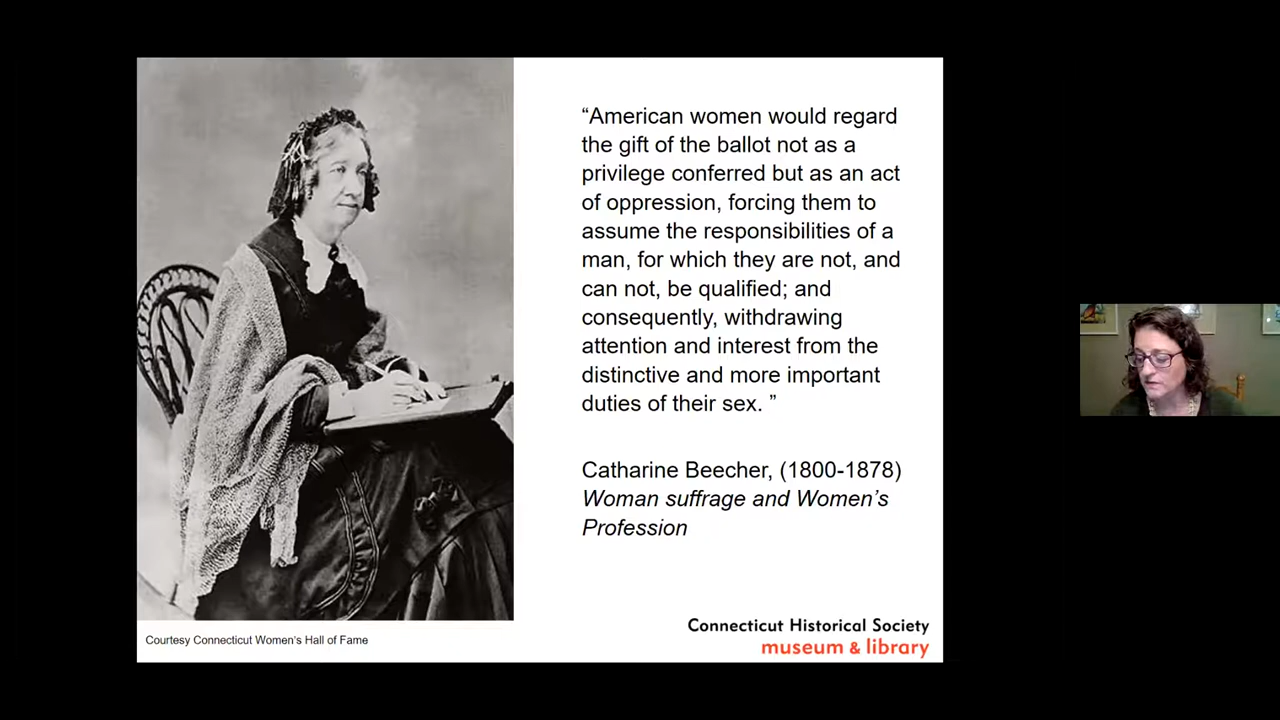 “American women would regard
the gift of the ballot not as a
privilege conferred but as an act
of oppression, forcing them to
assume the responsibilities of a
man, for which they are not, and
can not, be qualified; and
consequently, withdrawing
attention and interest from the
distinctive and more important
duties of their sex. ”
Catharine Beecher, (1800-1878)
Woman suffrage and Women’s
Profession
Courtesy Connecticut Women’s Hall of Fame
Connecticut Historical Society
museum & library